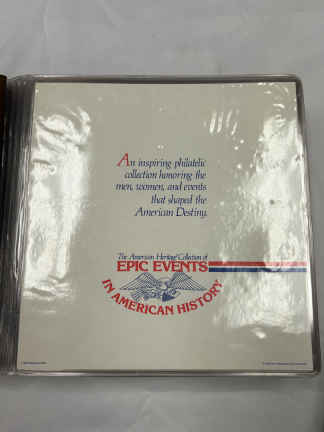 An inspiring philatelic
collection honoring the
men, women, and events
that shaped the
American Destiny.
The American Heritage Collection of
EPIC EVENTS
IN AMERICAN HISTORY